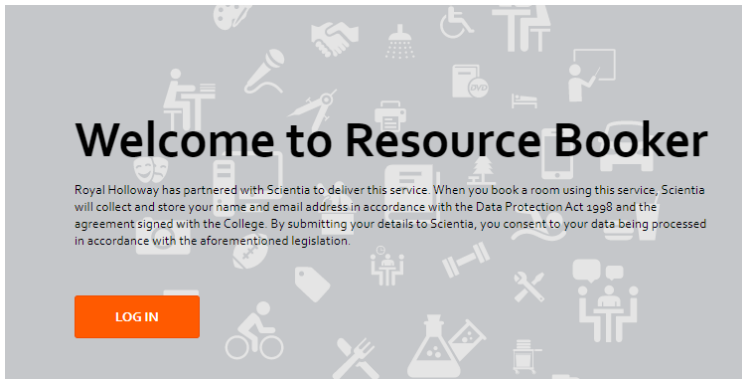 DVD
Welcome to Resource Booker
Royal Holloway has partnered with Scientia to deliver this service. When you book a room using this service, Scientia
will collect and store your name and email address in accordance with the Data Protection Act 1998 and the
agreement signed with the College. By submitting your details to Scientia, you consent to your data being processed
in accordance with the aforementioned legislation.
LOG IN